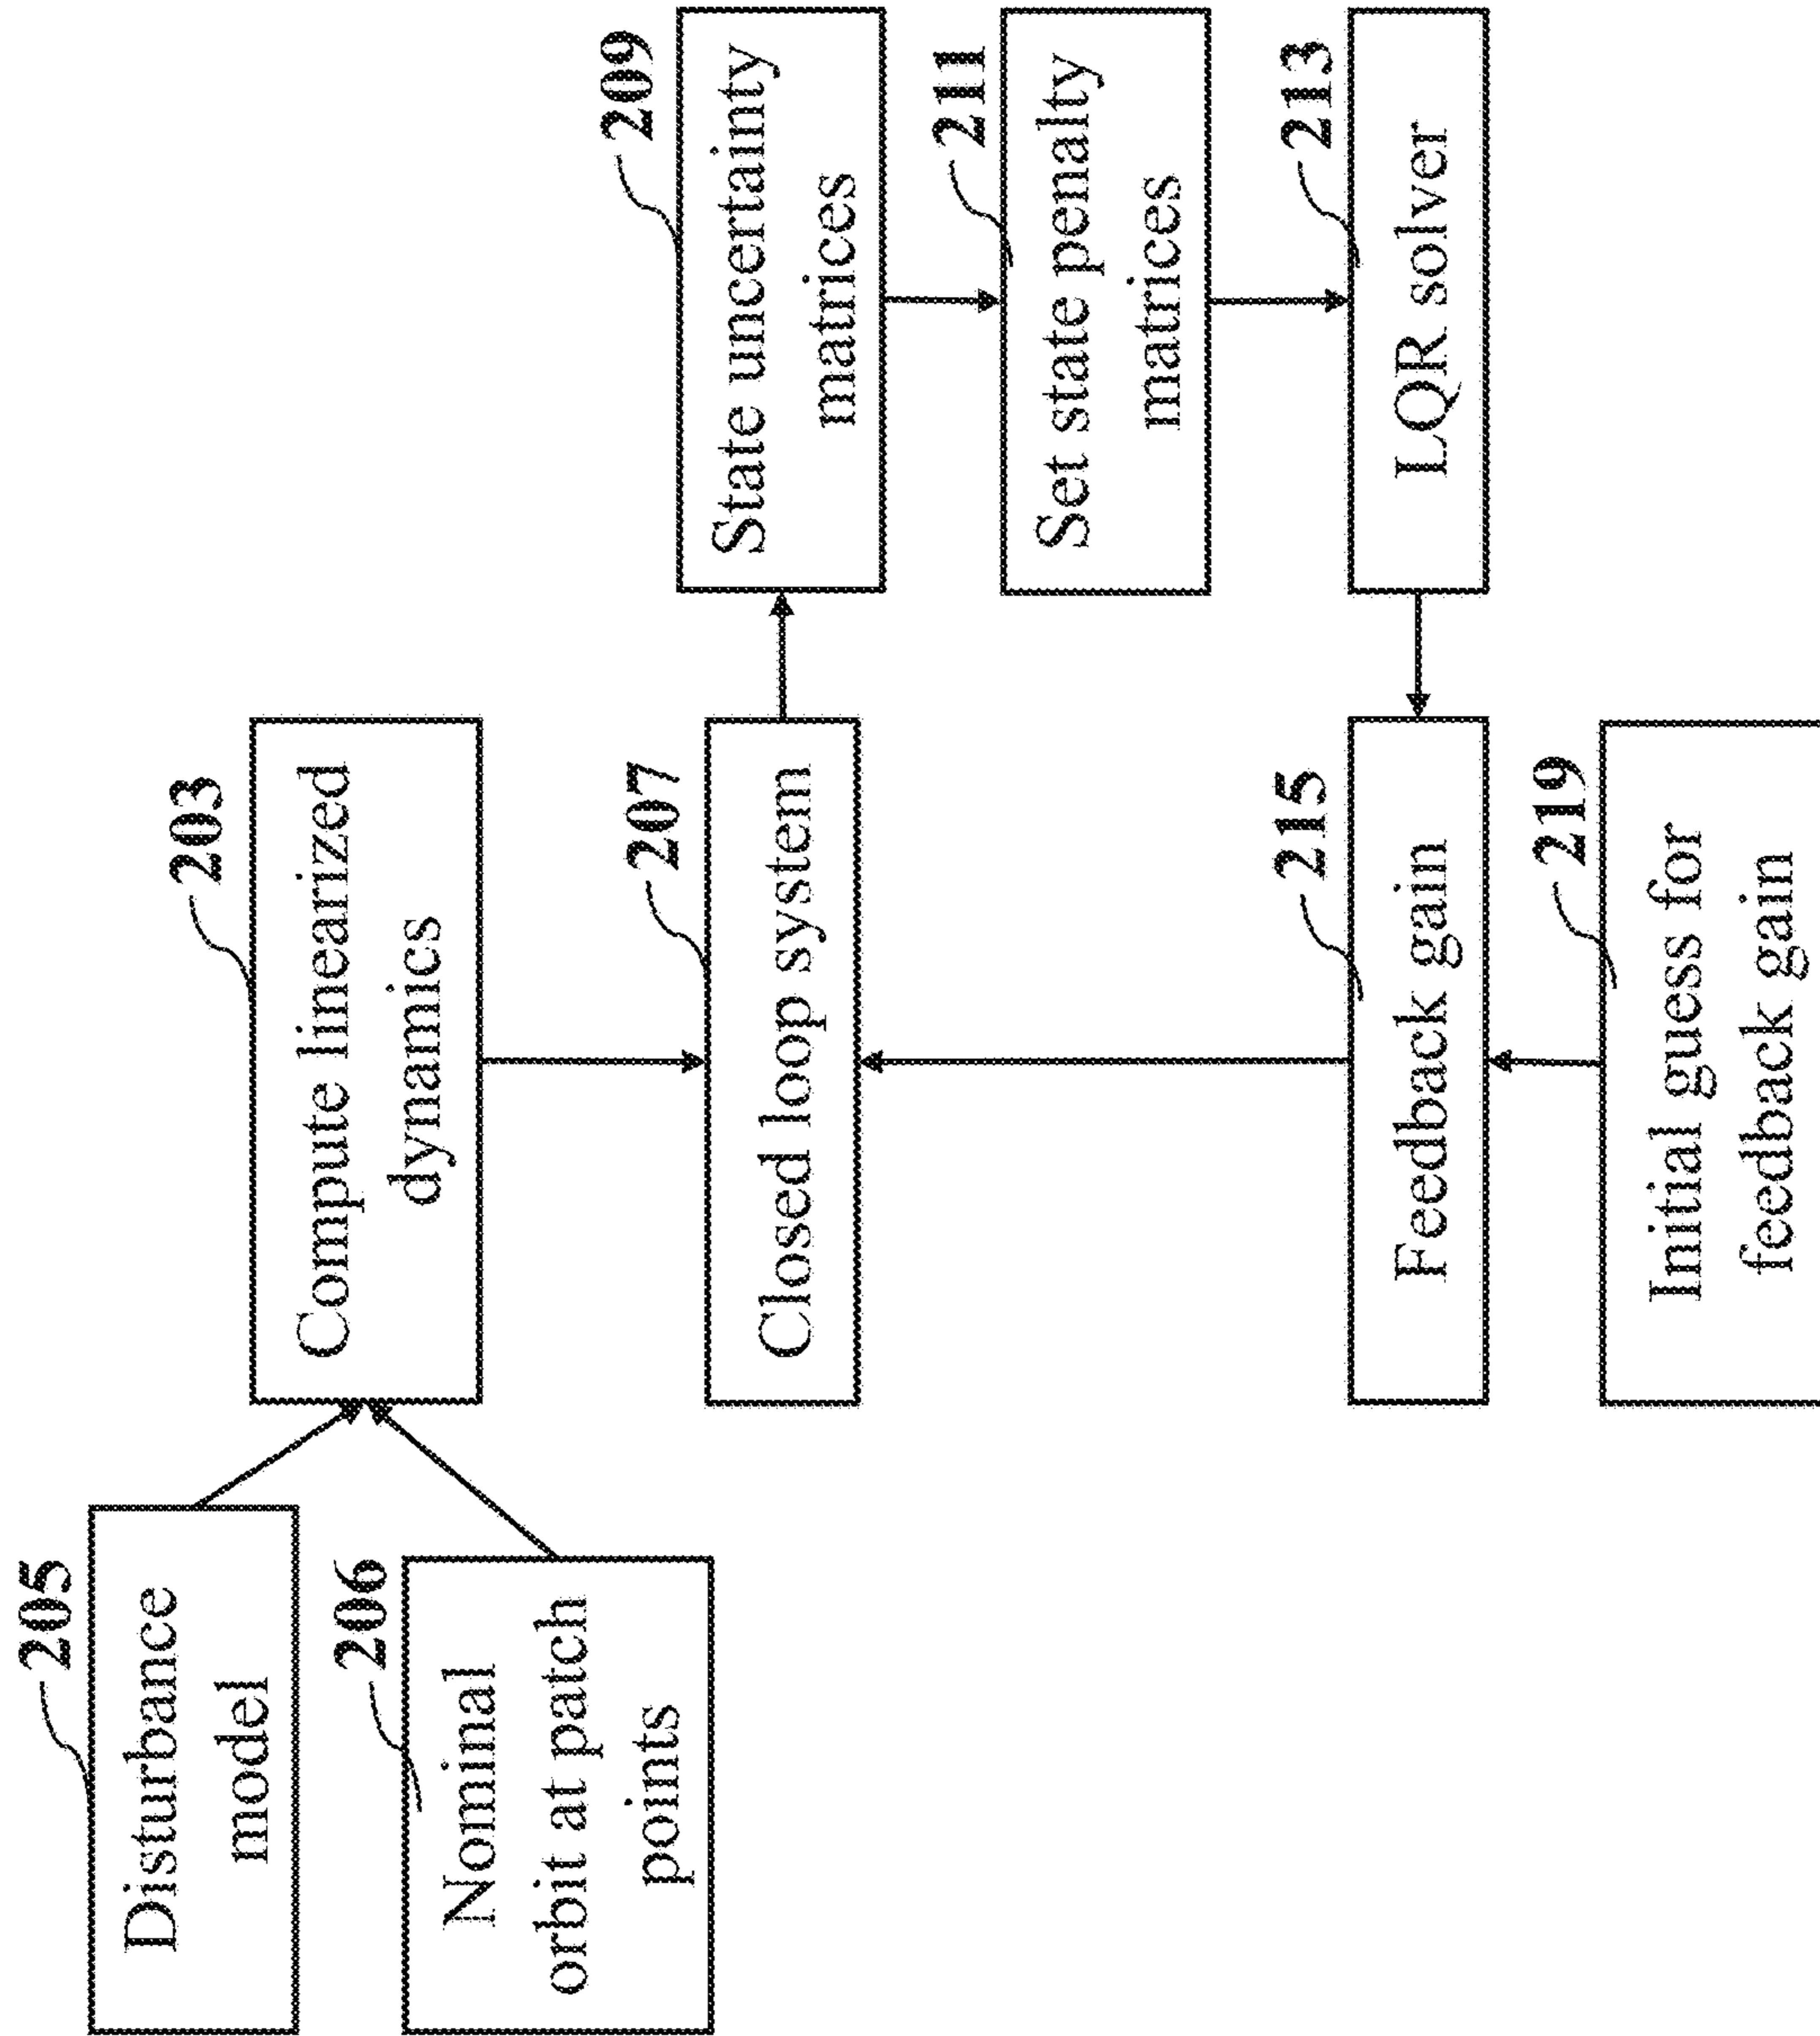 205
Disturbance
model
206
Nominal
orbit at patch
points
203
Compute linearized
dynamics
207
Closed loop system
209
State uncertainty
matrices
211
Set state penalty
matrices
213
LQR solver
215
Feedback gain
219
Initial guess for
feedback gain